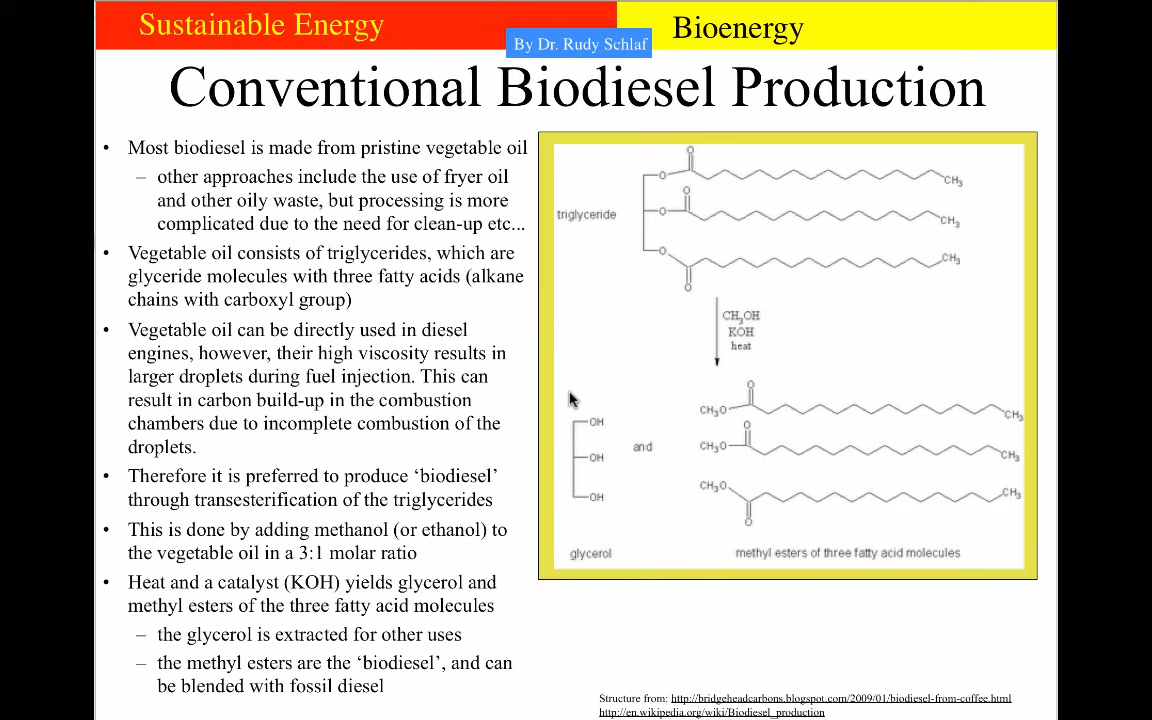 Sustainable Energy
By Dr. Rudy Schlaf
Bioenergy
Conventional Biodiesel Production
• Most biodiesel is made from pristine vegetable oil
– other approaches include the use of fryer oil
and other oily waste, but processing is more
complicated due to the need for clean-up etc...
• Vegetable oil consists of triglycerides, which are
glyceride molecules with three fatty acids (alkane
chains with carboxyl group)
• Vegetable oil can be directly used in diesel
engines, however, their high viscosity results in
larger droplets during fuel injection. This can
result in carbon build-up in the combustion
chambers due to incomplete combustion of the
droplets.
• Therefore it is preferred to produce ‘biodiesel’
through transesterification of the triglycerides
• This is done by adding methanol (or ethanol) to
the vegetable oil in a 3:1 molar ratio
• Heat and a catalyst (KOH) yields glycerol and
methyl esters of the three fatty acid molecules
– the glycerol is extracted for other uses
– the methyl esters are the ‘biodiesel’, and can
be blended with fossil diesel
O
O
CH3
O
triglyceride
O
CH3
O
CH3
O
CH3OH
KOH
heat
O
CH3O
CH3
OH
O
and
CH3O
CH3
OH
CH3O
CH3
OH
O
glycerol
methyl esters of three fatty acid molecules
Structure from: http://bridgeheadcarbons.blogspot.com/2009/01/biodiesel-from-coffee.html
http://en.wikipedia.org/wiki/Biodiesel_production